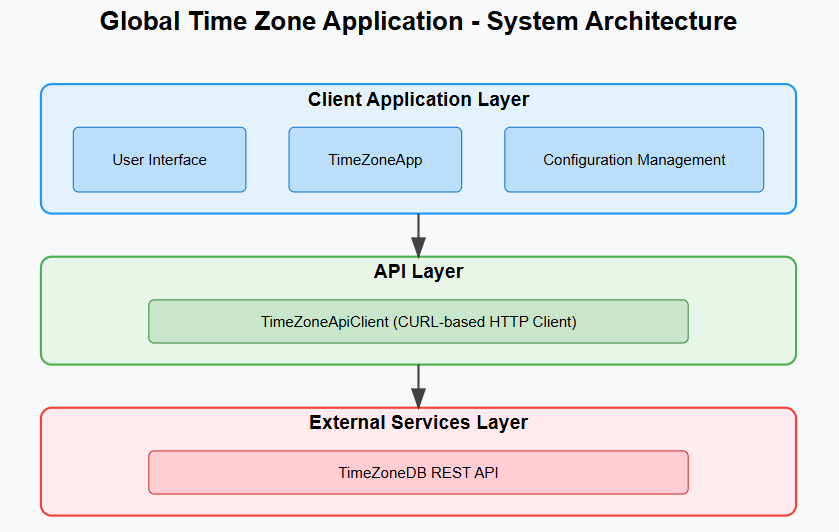 Global Time Zone Application - System Architecture
Client Application Layer
User Interface
TimeZoneApp
Configuration Management
API Layer
TimeZoneApiClient (CURL-based HTTP Client)
External Services Layer
TimeZoneDB REST API